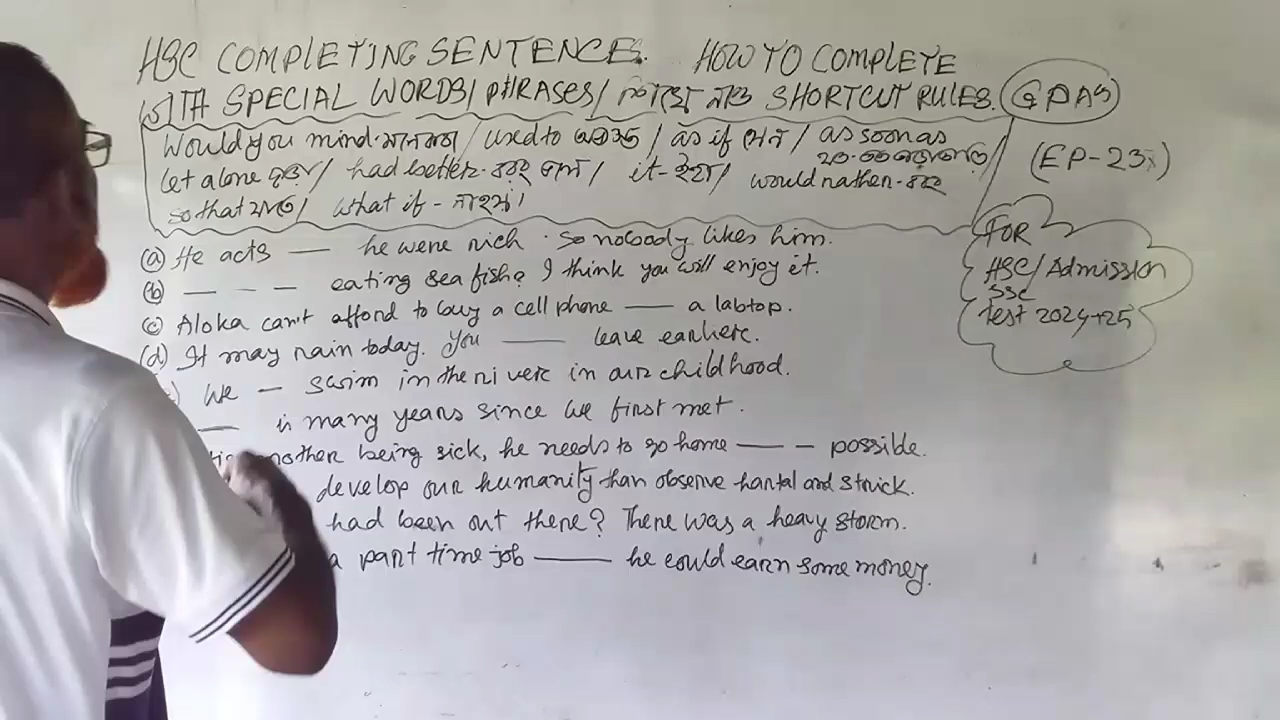 HSC COMPLETING SENTENCES. HOW TO COMPLETE
WITH SPECIAL WORDS/ PHRASES/ SHORTCUT RULES. GPA5
(EP-23)
Would you mind / used to / as if / as soon as
let alone / had better - / it - / would rather -
so that / what if -
FOR
HSC/Admission
SSC
Test 2024+25
(a) He acts —— he were rich. So nobody likes him.
(b) — — — eating sea fish? I think you will enjoy it.
(c) Aloka can't afford to buy a cell phone —— a labtop.
(d) It may rain today. You —— leave earlier.
We — swim in the river in our childhood.
—— is many years since we first met.
mother being sick, he needs to go home —— — possible.
develop our humanity than observe hartal and strick.
had been out there? There was a heavy storm.
a part time job —— he could earn some money.